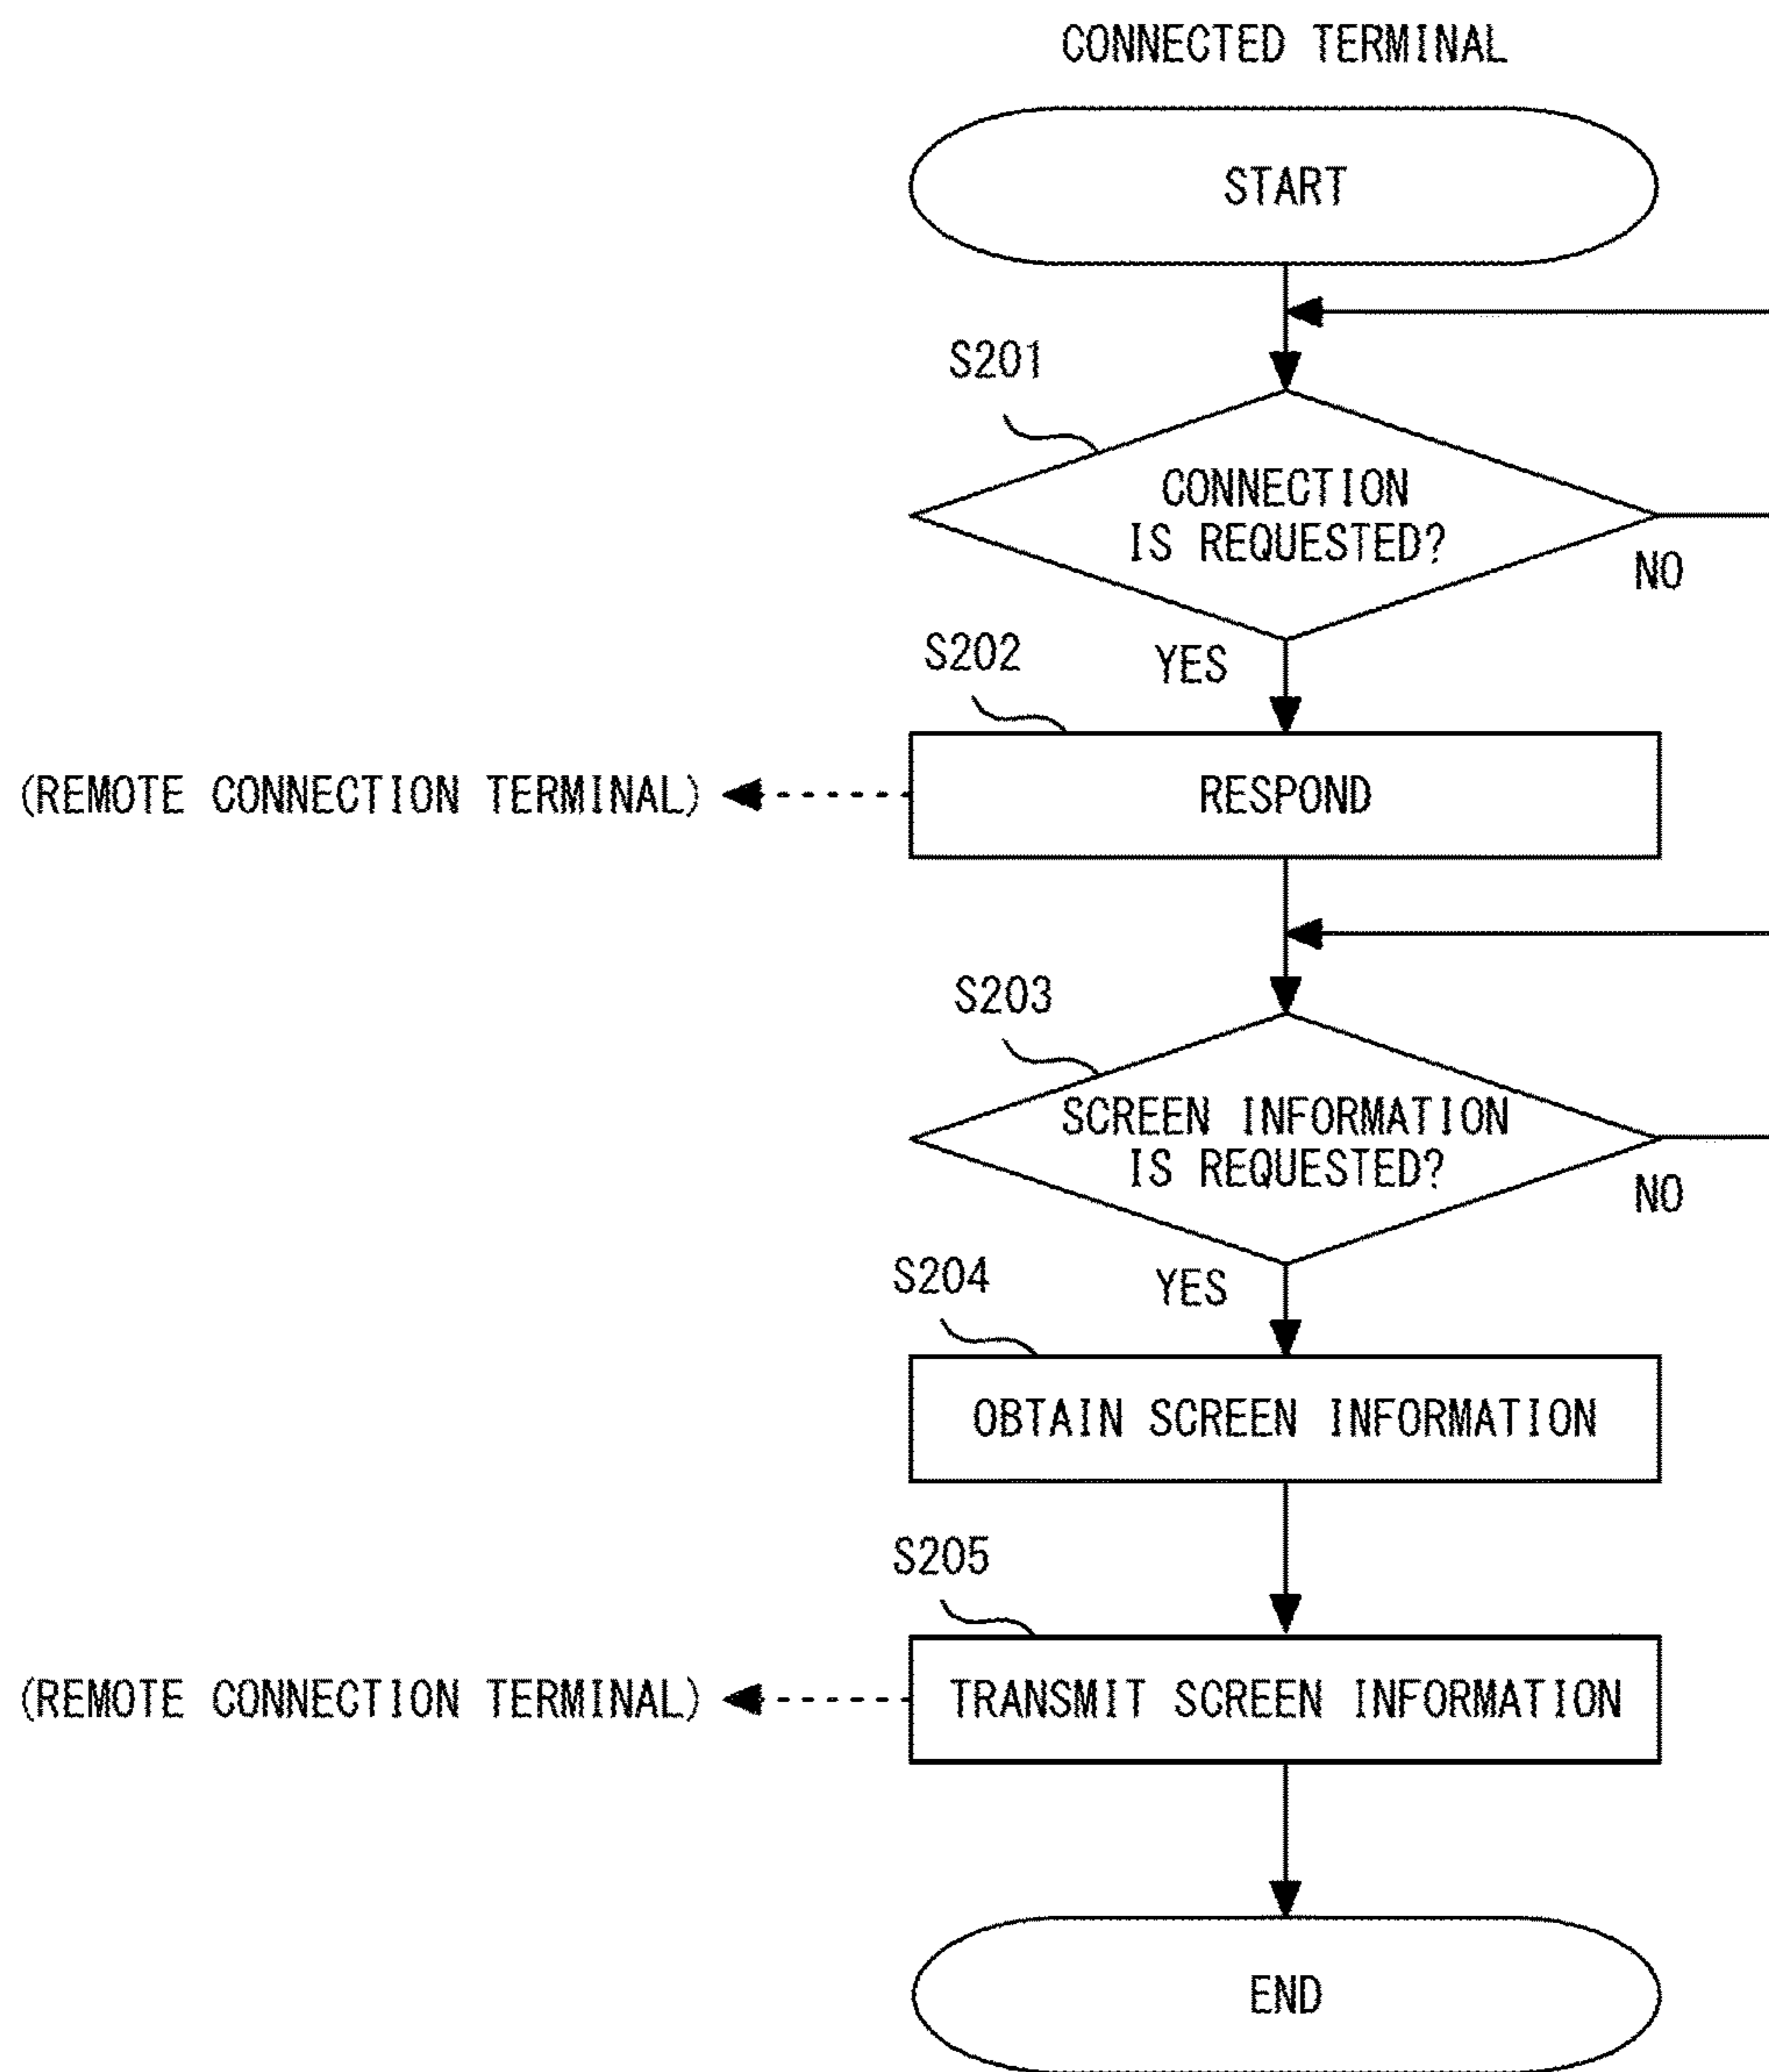 CONNECTED TERMINAL
START
S201
CONNECTION
IS REQUESTED?
NO
S202
YES
(REMOTE CONNECTION TERMINAL)
RESPOND
S203
SCREEN INFORMATION
IS REQUESTED?
NO
S204
YES
OBTAIN SCREEN INFORMATION
S205
(REMOTE CONNECTION TERMINAL)
TRANSMIT SCREEN INFORMATION
END